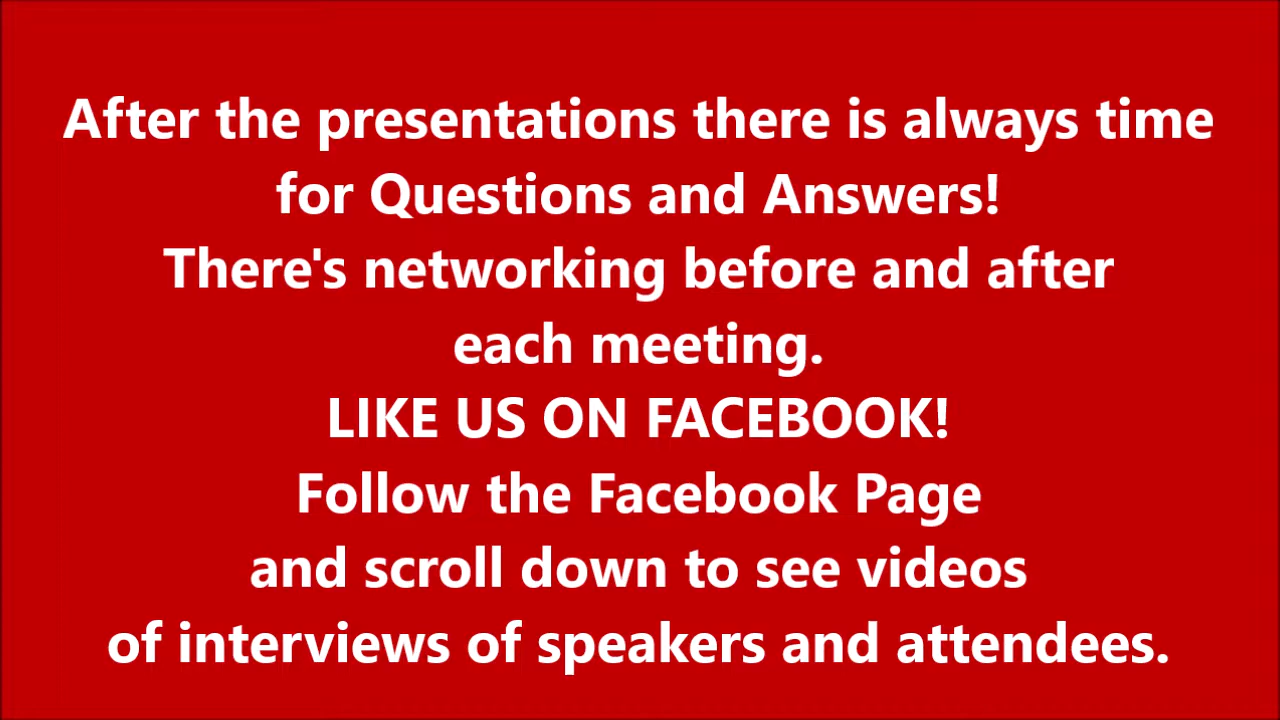 After the presentations there is always time
for Questions and Answers!
There's networking before and after
each meeting.
LIKE US ON FACEBOOK!
Follow the Facebook Page
and scroll down to see videos
of interviews of speakers and attendees.